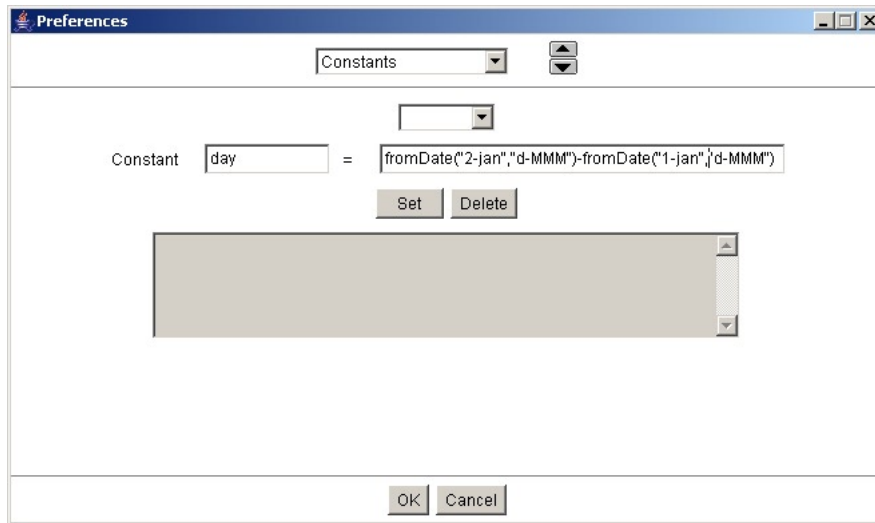 Preferences
Constants
Constant day = fromDate("2-jan","d-MMM")-fromDate("1-jan","d-MMM")
Set Delete
OK Cancel